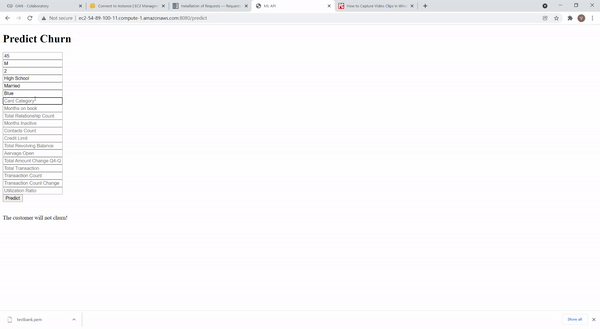 GWI - Colaboratory
Connect to instance | EC2 Manage
Installation of Requests — Request
ML API
How to Capture Video Clips in Win
Not secure | ec2-54-89-100-11.compute-1.amazonaws.com:8080/predict
Predict Churn
45
M
2
High School
Married
Blue
Card Category
Months on book
Total Relationship Count
Months Inactive
Contacts Count
Credit Limit
Total Revolving Balance
Aervage Open
Total Amount Change Q4-Q
Total Transaction
Transaction Count
Transaction Count Change
Utilization Ratio
Predict
The customer will not churn!
testbank.pem
Show all